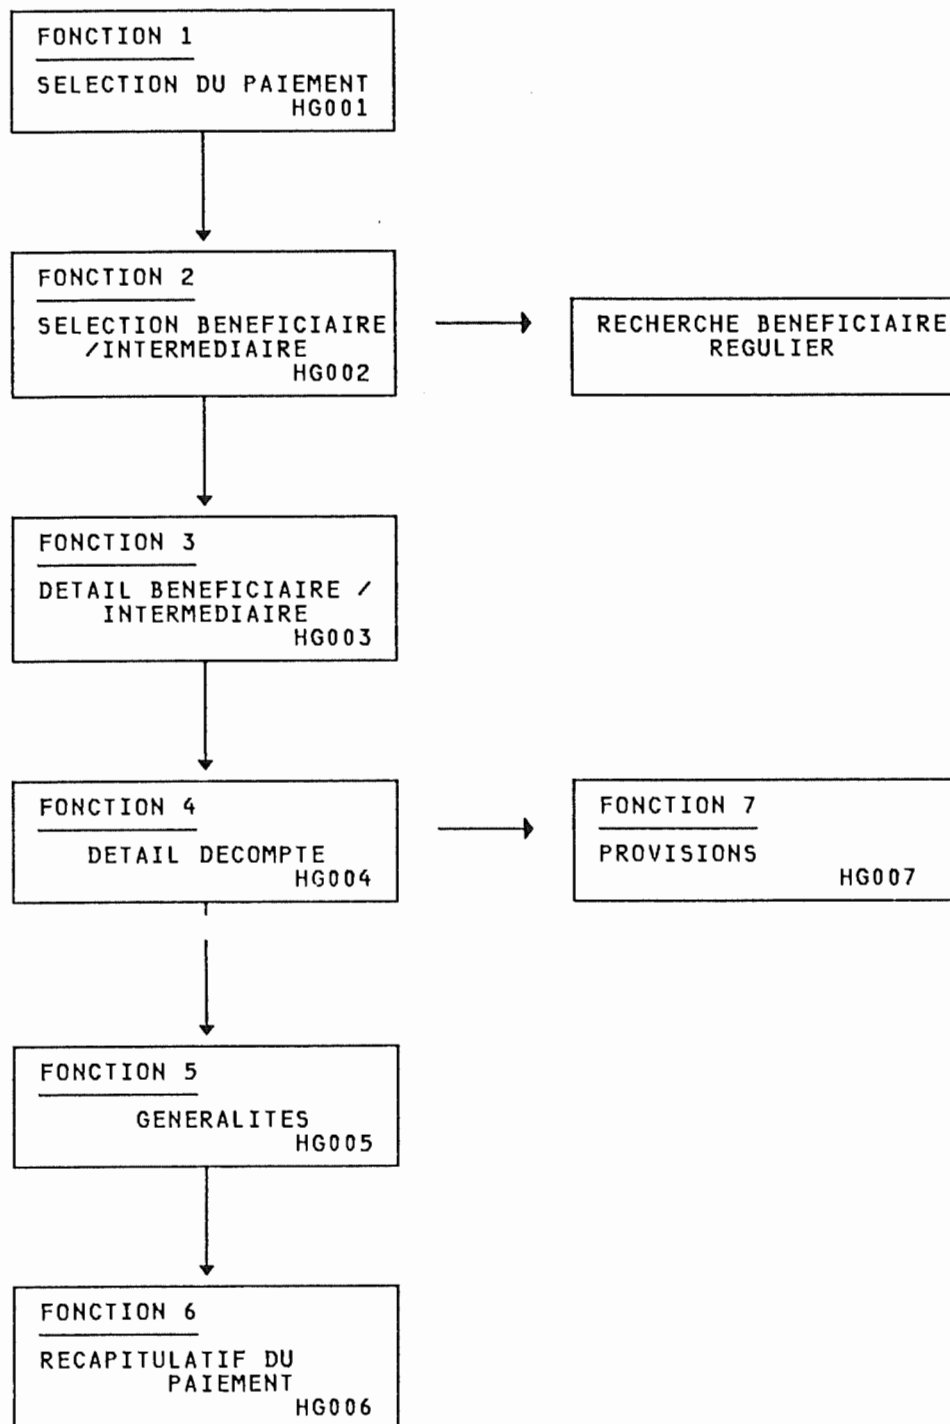 FONCTION 1
SELECTION DU PAIEMENT
HG001
FONCTION 2
SELECTION BENEFICIAIRE
/INTERMEDIAIRE
HG002
RECHERCHE BENEFICIAIRE
REGULIER
FONCTION 3
DETAIL BENEFICIAIRE /
INTERMEDIAIRE
HG003
FONCTION 4
DETAIL DECOMPTE
HG004
FONCTION 7
PROVISIONS
HG007
FONCTION 5
GENERALITES
HG005
FONCTION 6
RECAPITULATIF DU
PAIEMENT
HG006